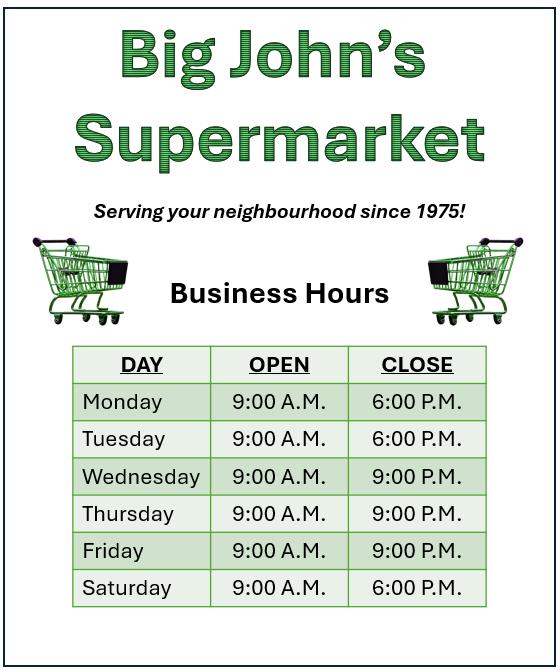 Big John’s
Supermarket
Serving your neighbourhood since 1975!
Business Hours
DAY OPEN CLOSE
Monday 9:00 A.M. 6:00 P.M.
Tuesday 9:00 A.M. 6:00 P.M.
Wednesday 9:00 A.M. 9:00 P.M.
Thursday 9:00 A.M. 9:00 P.M.
Friday 9:00 A.M. 9:00 P.M.
Saturday 9:00 A.M. 6:00 P.M.